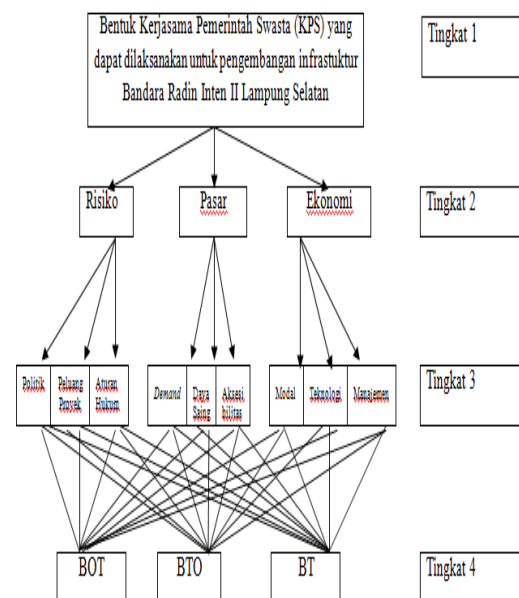 Bentuk Kerjasama Pemerintah Swasta (KPS) yang
dapat dilaksanakan untuk pengembangan infrastuktur
Bandara Radin Inten II Lampung Selatan
Tingkat 1
Risiko
Pasar
Ekonomi
Tingkat 2
Politik
Peluang
Proyek
Aturan
Hukum
Demand
Daya
Saing
Aksesi
bilitas
Modal
Teknologi
Manajemen
Tingkat 3
BOT
BTO
BT
Tingkat 4